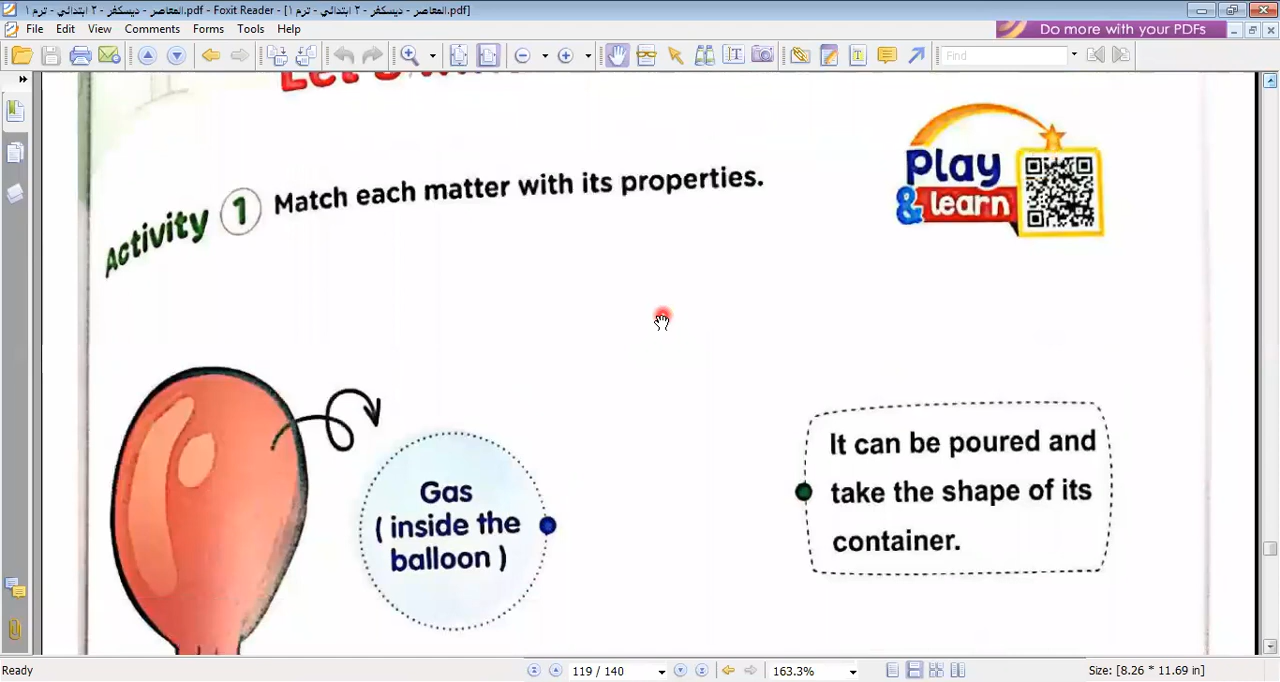 المعاصر - ديسكفر - ٢ ابتدائي - ترم ١.pdf - Foxit Reader - [المعاصر - ديسكفر - ٢ ابتدائي - ترم ١.pdf]
File Edit View Comments Forms Tools Help
Do more with your PDFs
Find
Play
& learn
Activity 1 Match each matter with its properties.
Gas
( inside the
balloon )
It can be poured and
take the shape of its
container.
Ready
119 / 140
163.3%
Size: [8.26 * 11.69 in]